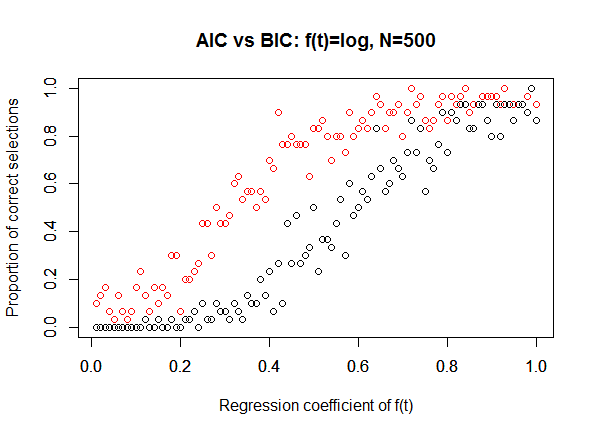 AIC vs BIC: f(t)=log, N=500
Proportion of correct selections
1.0
0.8
0.6
0.4
0.2
0.0
0.0 0.2 0.4 0.6 0.8 1.0
Regression coefficient of f(t)